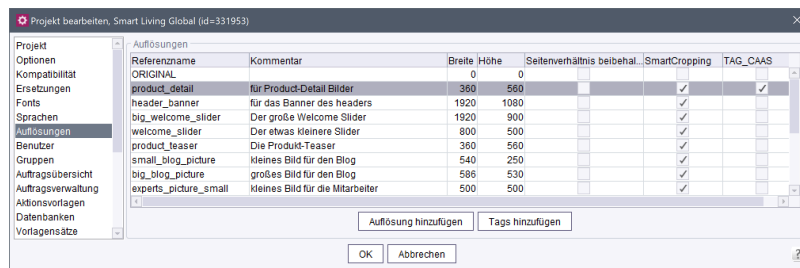 Projekt bearbeiten, Smart Living Global (id=331953)
Projekt
Optionen
Kompatibilität
Ersetzungen
Fonts
Sprachen
Auflösungen
Benutzer
Gruppen
Auftragsübersicht
Auftragsverwaltung
Aktionsvorlagen
Datenbanken
Vorlagensätze
Auflösungen
Referenzname Kommentar Breite Höhe Seitenverhältnis beibehal... SmartCropping TAG_CAAS
ORIGINAL 0 0
product_detail für Product-Detail Bilder 360 560
header_banner für das Banner des headers 1920 1080
big_welcome_slider Der große Welcome Slider 1920 900
welcome_slider Der etwas kleinere Slider 800 500
product_teaser Die Produkt-Teaser 360 560
small_blog_picture kleines Bild für den Blog 540 250
big_blog_picture großes Bild für den Blog 586 530
experts_picture_small kleines Bild für die Mitarbeiter 500 500
Auflösung hinzufügen Tags hinzufügen
OK Abbrechen
?